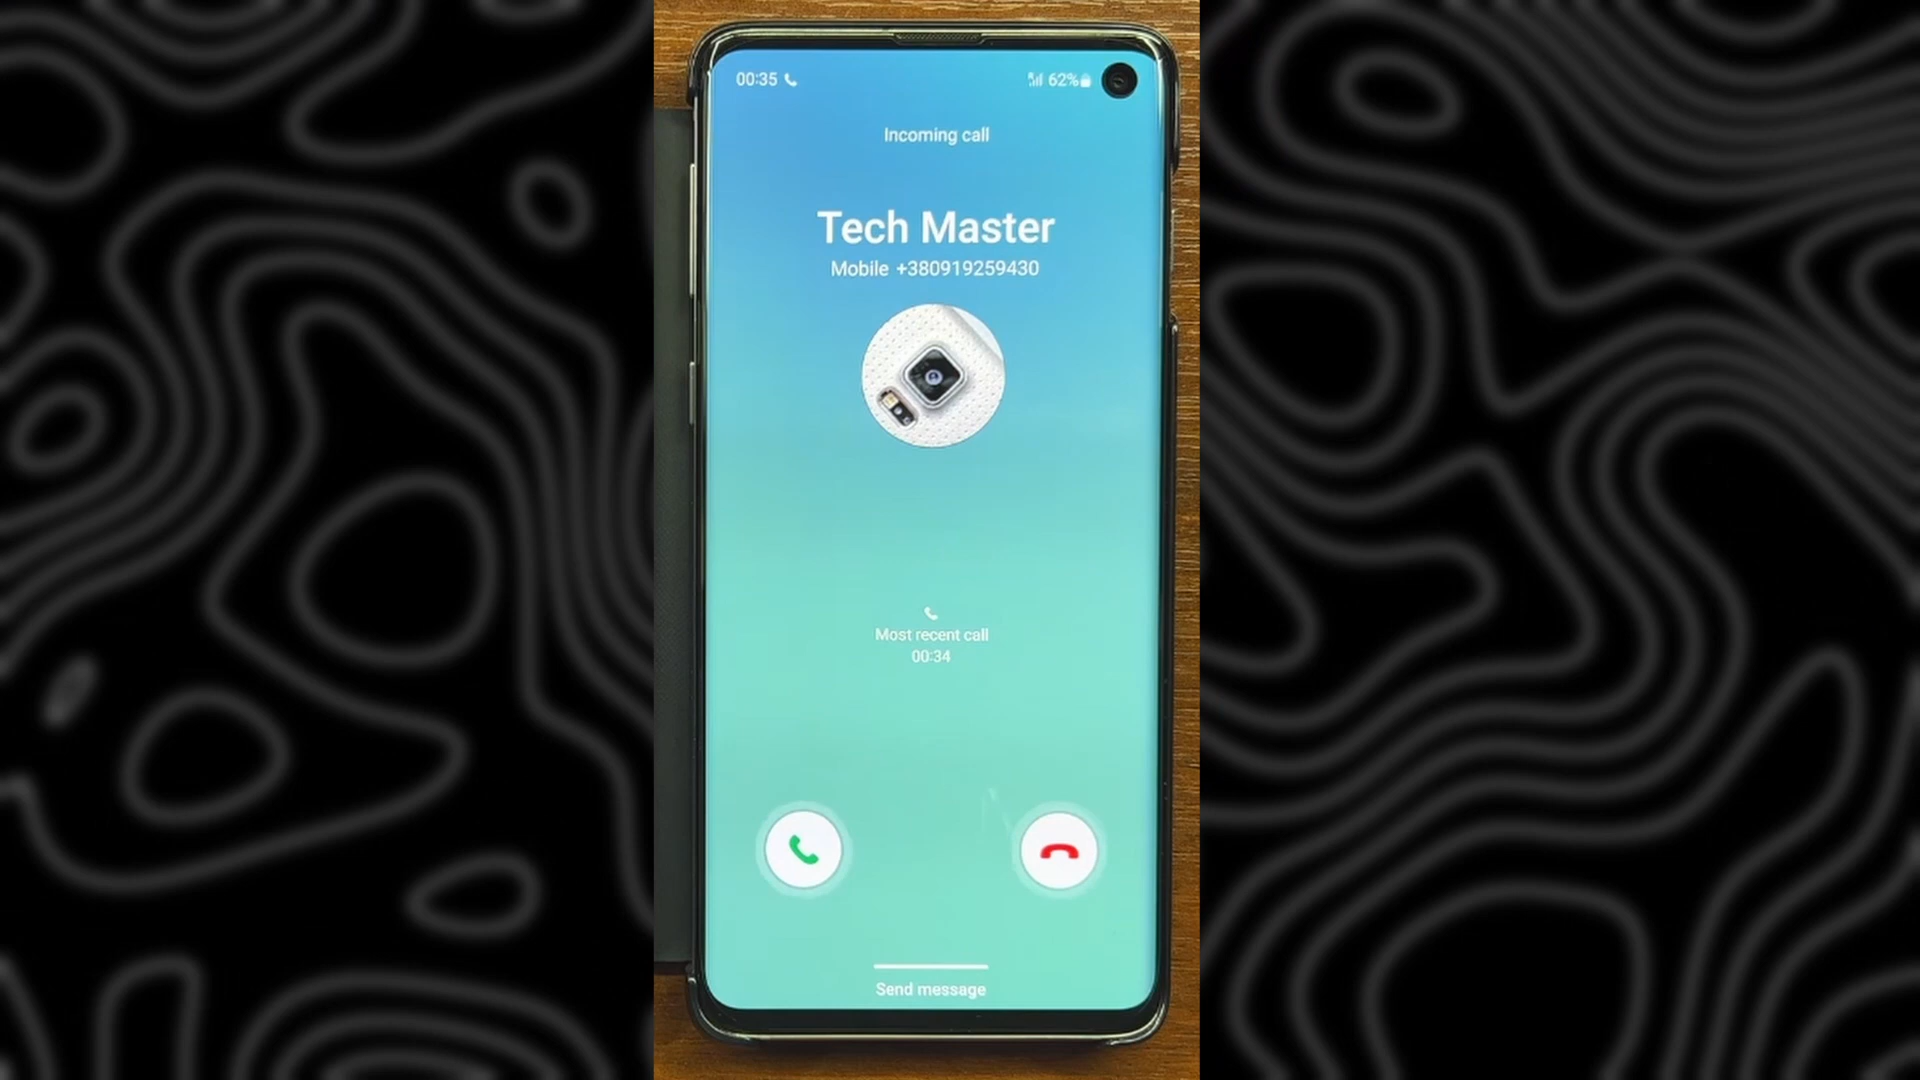 00:35
62%
Incoming call
Tech Master
Mobile +380919259430
Most recent call
00:34
Send message